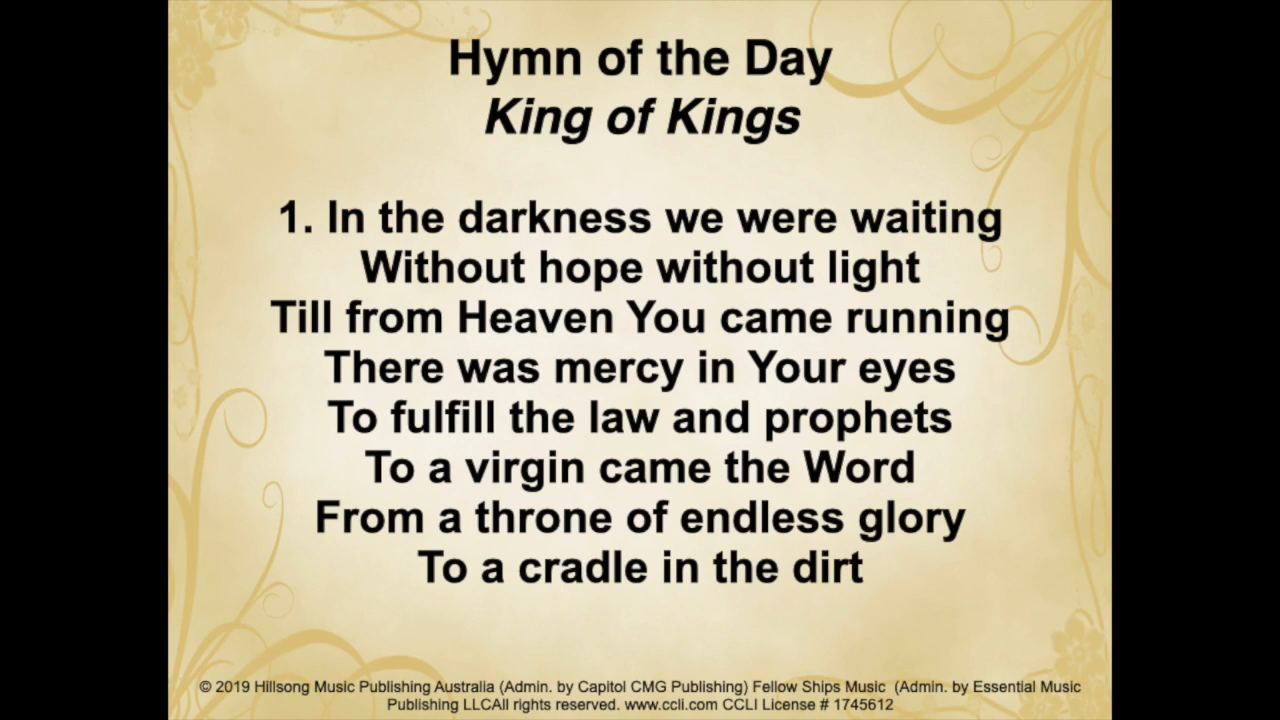 Hymn of the Day
King of Kings
1. In the darkness we were waiting
Without hope without light
Till from Heaven You came running
There was mercy in Your eyes
To fulfill the law and prophets
To a virgin came the Word
From a throne of endless glory
To a cradle in the dirt
© 2019 Hillsong Music Publishing Australia (Admin. by Capitol CMG Publishing) Fellow Ships Music  (Admin. by Essential Music
Publishing LLCAll rights reserved. www.ccli.com CCLI License # 1745612